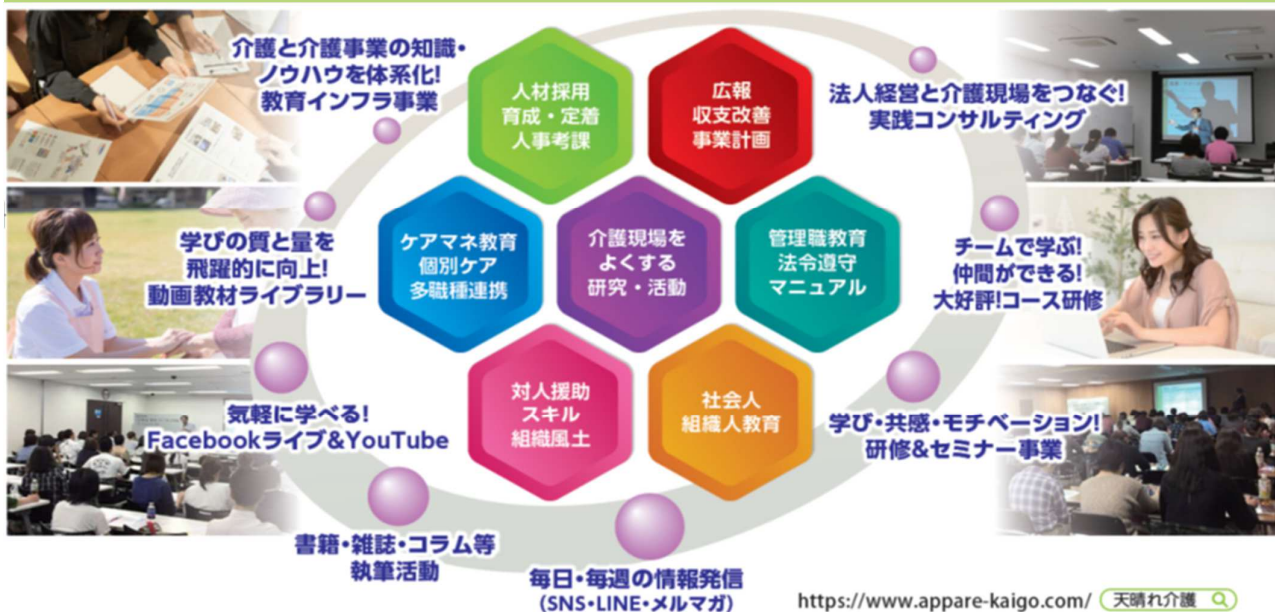 介護と介護事業の知識・
ノウハウを体系化!
教育インフラ事業
人材採用
育成・定着
人事考課
広報
収支改善
事業計画
法人経営と介護現場をつなぐ!
実践コンサルティング
学びの質と量を
飛躍的に向上!
動画教材ライブラリー
ケアマネ教育
個別ケア
多職種連携
介護現場を
よくする
研究・活動
管理職教育
法令遵守
マニュアル
チームで学ぶ!
仲間ができる!
大好評!コース研修
気軽に学べる!
Facebookライブ&YouTube
対人援助
スキル
組織風土
社会人
組織人教育
学び・共感・モチベーション!
研修&セミナー事業
書籍・雑誌・コラム等
執筆活動
毎日・毎週の情報発信
(SNS・LINE・メルマガ)
https://www.appare-kaigo.com/ 天晴れ介護